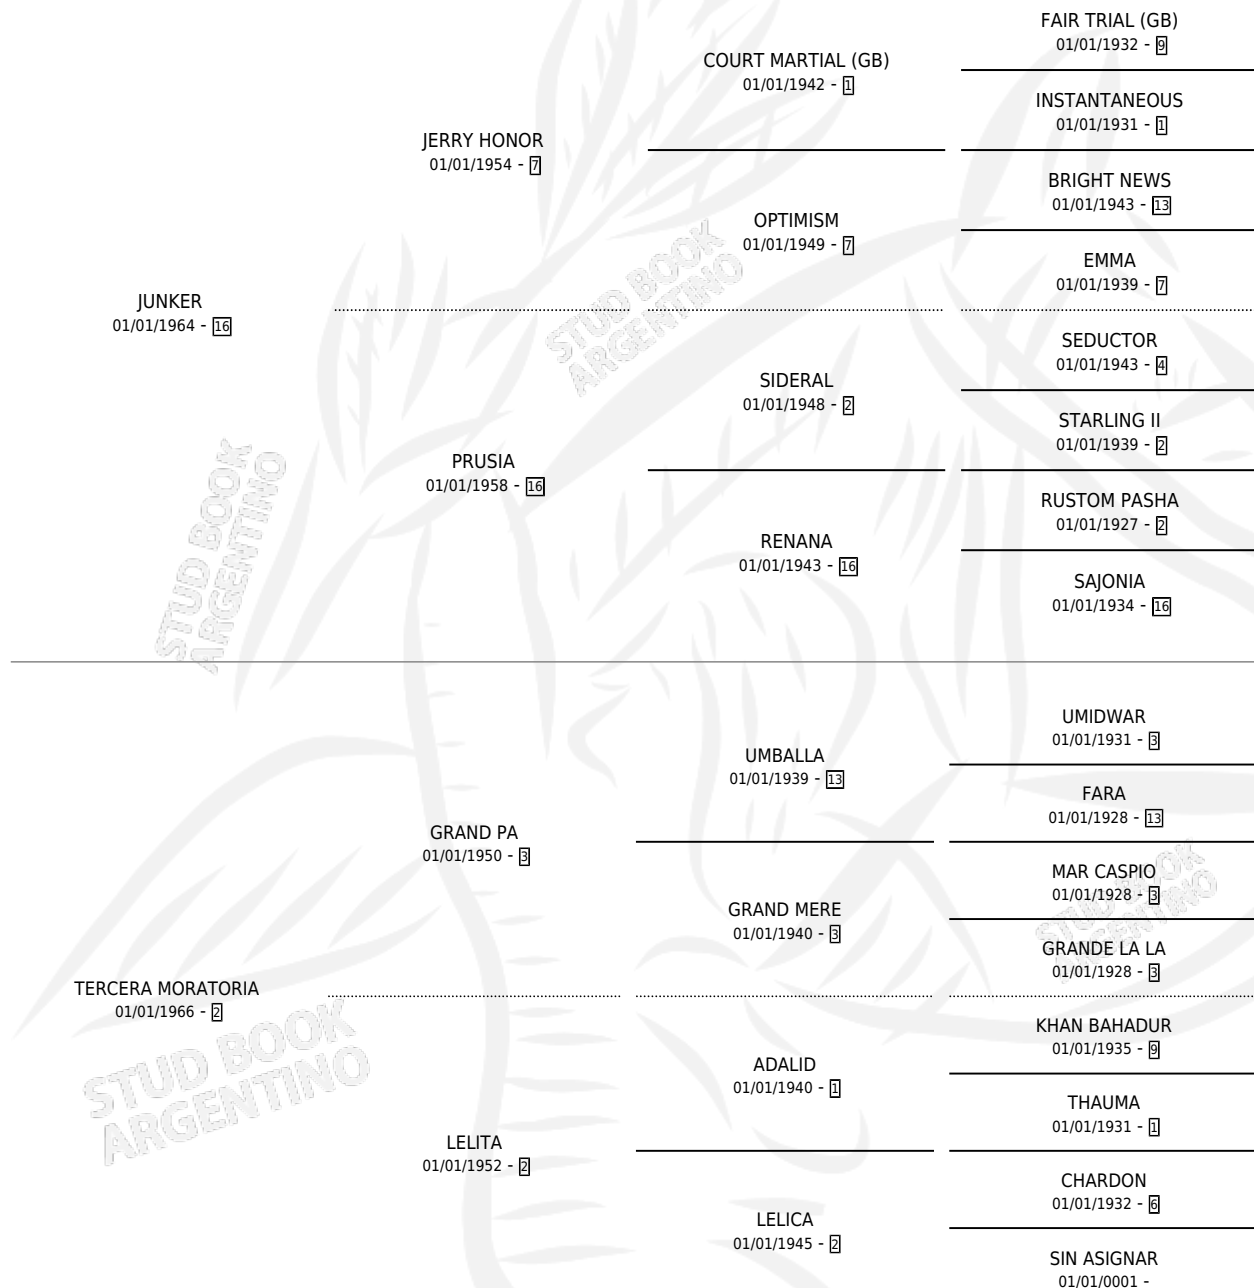 JUNKER
01/01/1964 - 16
JERRY HONOR
01/01/1954 - 7
PRUSIA
01/01/1958 - 16
COURT MARTIAL (GB)
01/01/1942 - 1
OPTIMISM
01/01/1949 - 7
SIDERAL
01/01/1948 - 2
RENANA
01/01/1943 - 16
FAIR TRIAL (GB)
01/01/1932 - 9
INSTANTANEOUS
01/01/1931 - 1
BRIGHT NEWS
01/01/1943 - 13
EMMA
01/01/1939 - 7
SEDUCTOR
01/01/1943 - 4
STARLING II
01/01/1939 - 2
RUSTOM PASHA
01/01/1927 - 2
SAJONIA
01/01/1934 - 16
TERCERA MORATORIA
01/01/1966 - 2
GRAND PA
01/01/1950 - 3
LELITA
01/01/1952 - 2
UMBALLA
01/01/1939 - 13
GRAND MERE
01/01/1940 - 3
ADALID
01/01/1940 - 1
LELICA
01/01/1945 - 2
UMIDWAR
01/01/1931 - 3
FARA
01/01/1928 - 13
MAR CASPIO
01/01/1928 - 3
GRANDE LA LA
01/01/1928 - 3
KHAN BAHADUR
01/01/1935 - 9
THAUMA
01/01/1931 - 1
CHARDON
01/01/1932 - 6
SIN ASIGNAR
01/01/0001 -
STUD BOOK
ARGENTINO
STUD BOOK
ARGENTINO
STUD BOOK
ARGENTINO
STUD BOOK
ARGENTINO